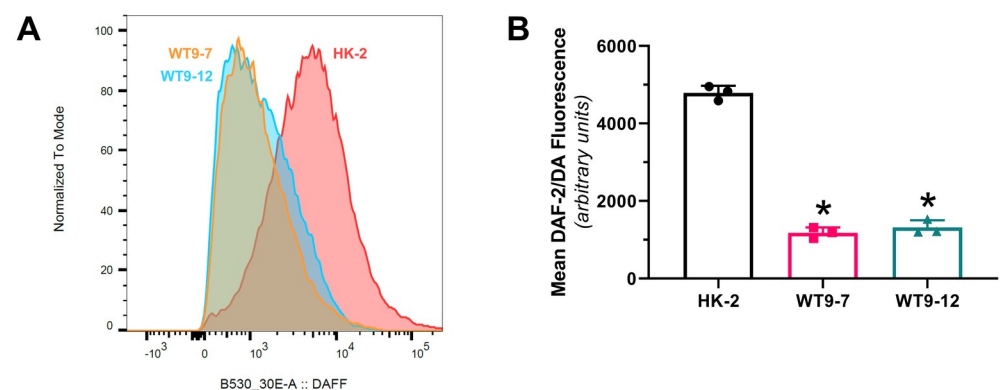 A
100
80
60
40
20
0
Normalized To Mode
WT9-7
WT9-12
HK-2
-10³
0
10³
10⁴
10⁵
B530_30E-A :: DAFF
B
Mean DAF-2/DA Fluorescence
(arbitrary units)
6000
4000
2000
0
*
*
HK-2
WT9-7
WT9-12